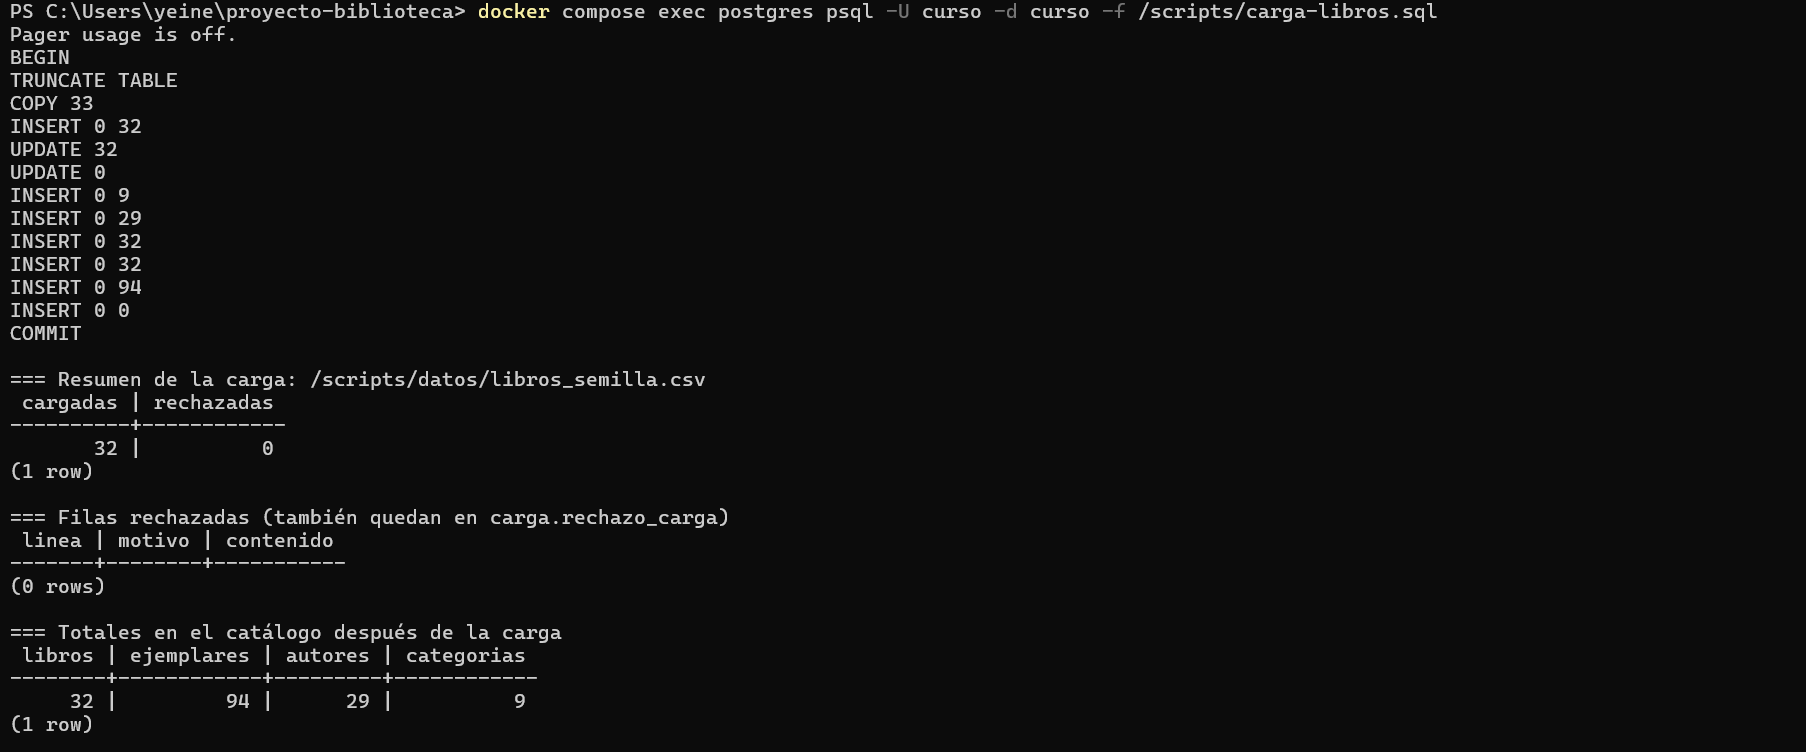 PS C:\Users\yeine\proyecto-biblioteca> docker compose exec postgres psql -U curso -d curso -f /scripts/carga-libros.sql
Pager usage is off.
BEGIN
TRUNCATE TABLE
COPY 33
INSERT 0 32
UPDATE 32
UPDATE 0
INSERT 0 9
INSERT 0 29
INSERT 0 32
INSERT 0 32
INSERT 0 94
INSERT 0 0
COMMIT

=== Resumen de la carga: /scripts/datos/libros_semilla.csv
 cargadas | rechazadas
----------+------------
       32 |          0
(1 row)

=== Filas rechazadas (también quedan en carga.rechazo_carga)
 linea | motivo | contenido
-------+--------+-----------
(0 rows)

=== Totales en el catálogo después de la carga
 libros | ejemplares | autores | categorias
--------+------------+---------+------------
     32 |         94 |      29 |          9
(1 row)